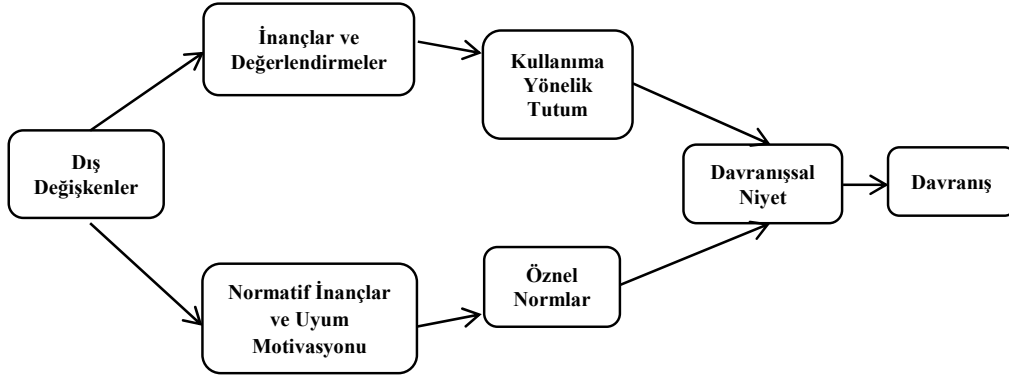 İnançlar ve
Değerlendirmeler
Kullanıma
Yönelik
Tutum
Dış
Değişkenler
Davranışsal
Niyet
Davranış
Normatif İnançlar
ve Uyum
Motivasyonu
Öznel
Normlar